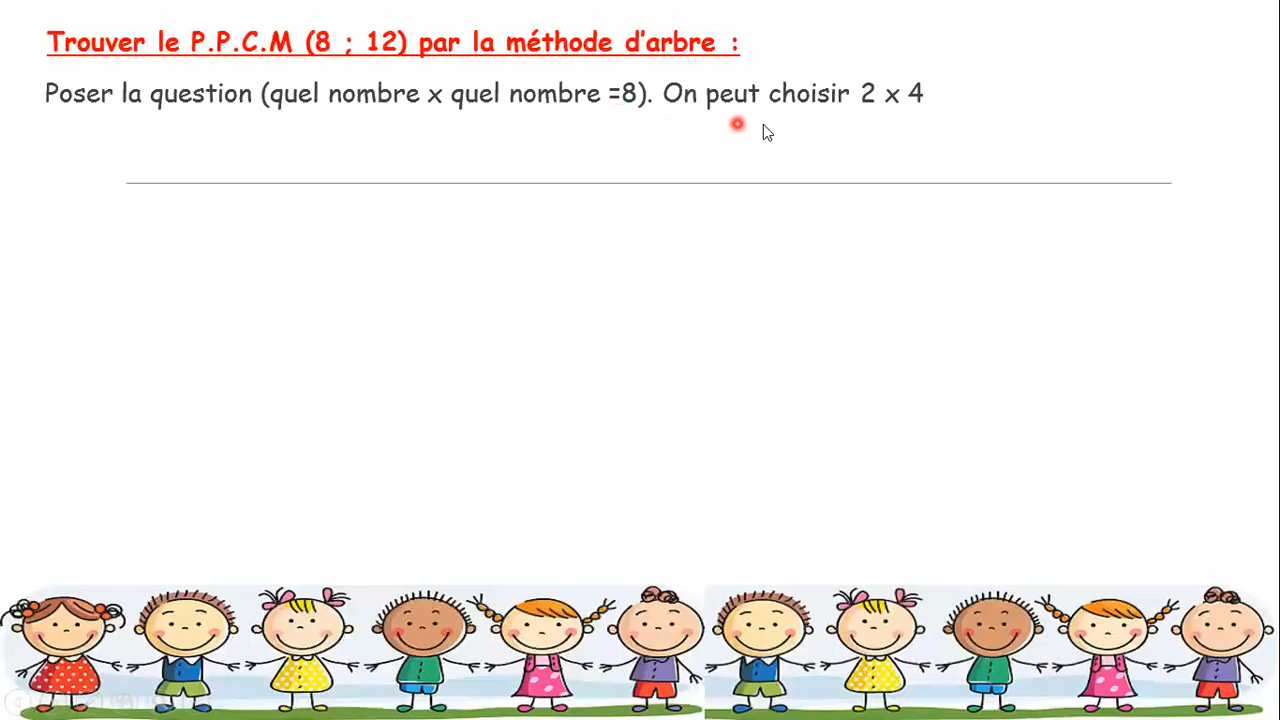 Trouver le P.P.C.M (8 ; 12) par la méthode d’arbre :
Poser la question (quel nombre x quel nombre =8). On peut choisir 2 x 4